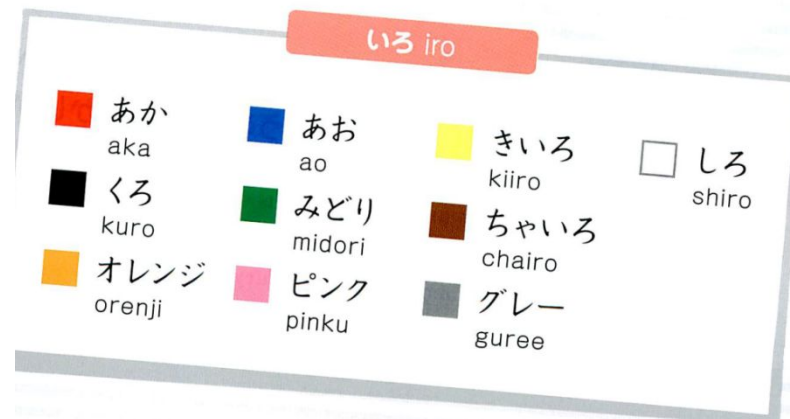 いろ iro
あか
aka
あお
ao
きいろ
kiiro
しろ
shiro
くろ
kuro
みどり
midori
ちゃいろ
chairo
オレンジ
orenji
ピンク
pinku
グレー
guree